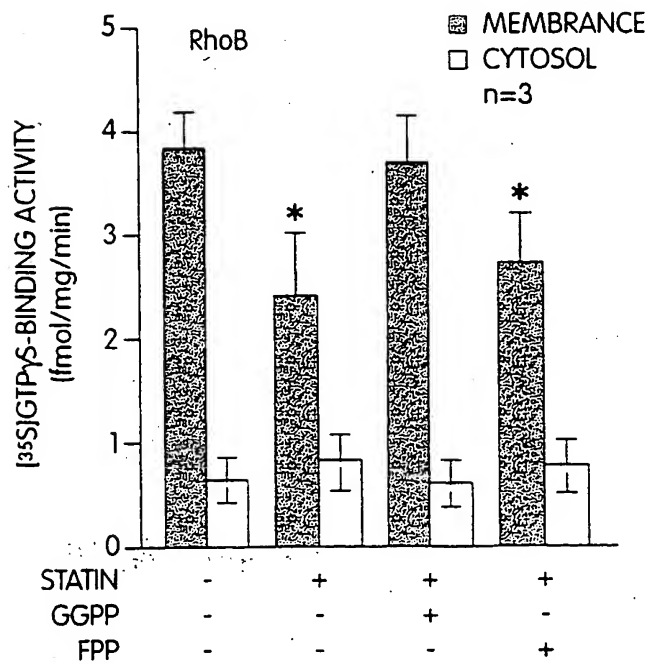 RhoB
MEMBRANCE
CYTOSOL
n=3
[35S]GTPγS-BINDING ACTIVITY
(fmol/mg/min)
5
4
3
2
1
0
*
*
STATIN - + + +
GGPP - - + -
FPP - - - +